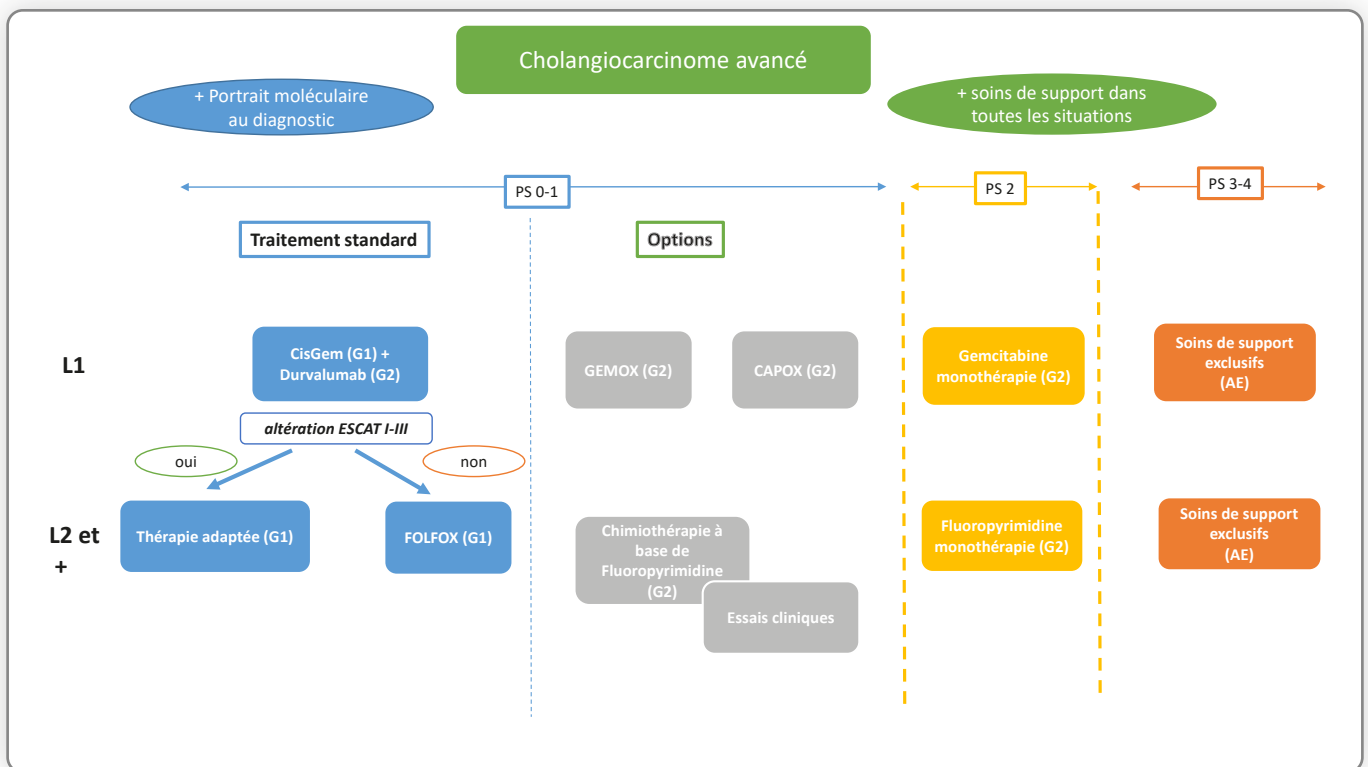 Cholangiocarcinome avancé
+ Portrait moléculaire
au diagnostic
+ soins de support dans
toutes les situations
PS 0-1
PS 2
PS 3-4
Traitement standard
Options
L1
CisGem (G1) +
Durvalumab (G2)
GEMOX (G2)
CAPOX (G2)
Gemcitabine
monothérapie (G2)
Soins de support
exclusifs
(AE)
altération ESCAT I-III
oui
non
L2 et
+
Thérapie adaptée (G1)
FOLFOX (G1)
Chimiothérapie à
base de
Fluoropyrimidine
(G2)
Essais cliniques
Fluoropyrimidine
monothérapie (G2)
Soins de support
exclusifs
(AE)